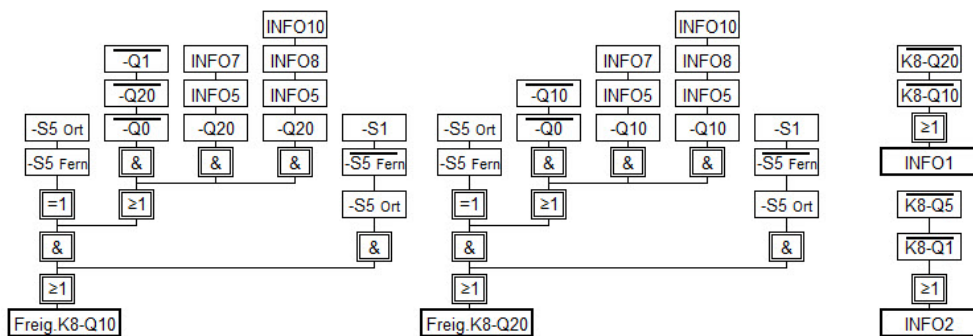 INFO10 INFO10
-Q1 INFO7 INFO8 INFO7 INFO8 K8-Q20
-Q20 INFO5 INFO5 -Q10 INFO5 INFO5 K8-Q10
-S5 Ort -Q0 -Q20 -Q20 -S1 -S5 Ort -Q0 -Q10 -Q10 -S1 ≥1
-S5 Fern & & & -S5 Fern -S5 Fern & & & -S5 Fern INFO1
=1 ≥1 -S5 Ort =1 ≥1 -S5 Ort K8-Q5
& & & & K8-Q1
≥1 ≥1 ≥1
Freig.K8-Q10 Freig.K8-Q20 INFO2